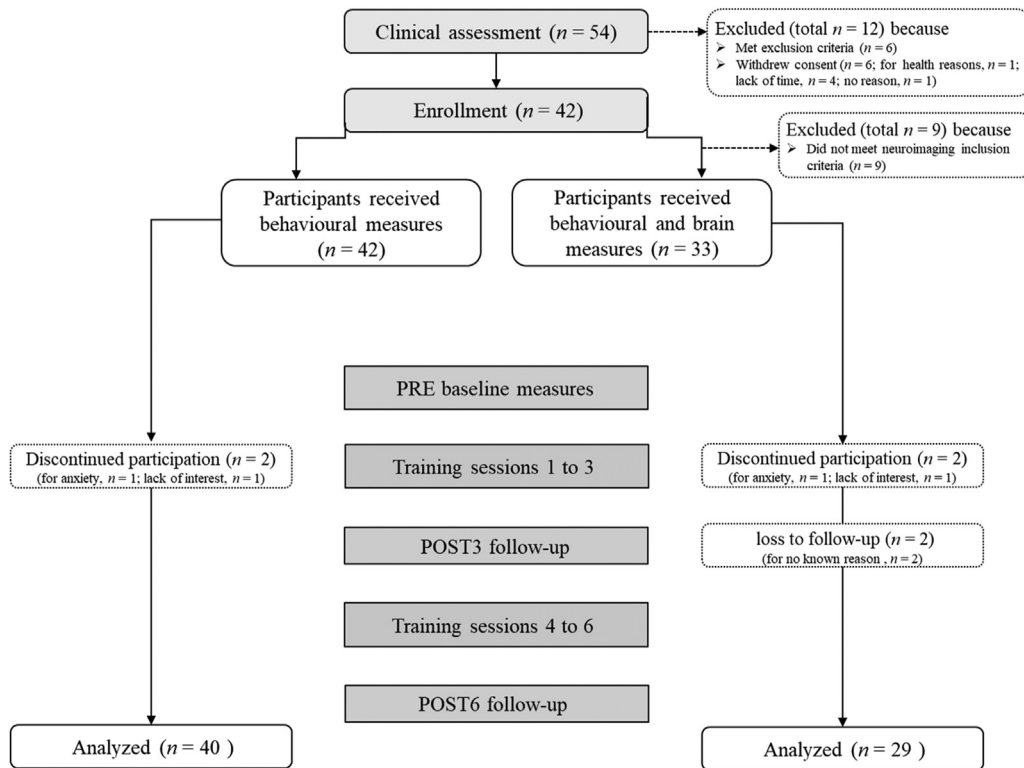 Clinical assessment (n = 54)
Excluded (total n = 12) because
➢ Met exclusion criteria (n = 6)
➢ Withdrew consent (n = 6; for health reasons, n = 1;
lack of time, n = 4; no reason, n = 1)
Enrollment (n = 42)
Excluded (total n = 9) because
➢ Did not meet neuroimaging inclusion
criteria (n = 9)
Participants received
behavioural measures
(n = 42)
Participants received
behavioural and brain
measures (n = 33)
PRE baseline measures
Discontinued participation (n = 2)
(for anxiety, n = 1; lack of interest, n = 1)
Training sessions 1 to 3
Discontinued participation (n = 2)
(for anxiety, n = 1; lack of interest, n = 1)
POST3 follow-up
loss to follow-up (n = 2)
(for no known reason , n = 2)
Training sessions 4 to 6
POST6 follow-up
Analyzed (n = 40 )
Analyzed (n = 29 )